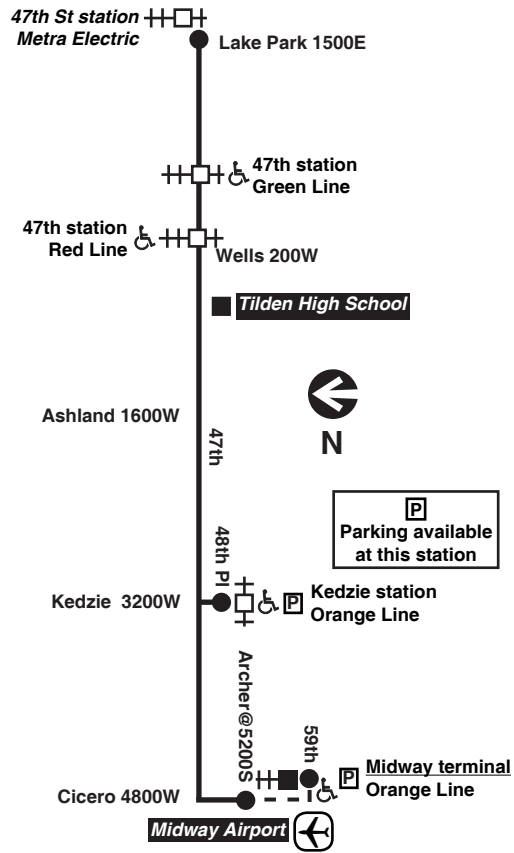 47th St station
Metra Electric
Lake Park 1500E
47th station
Green Line
47th station
Red Line
Wells 200W
Tilden High School
Ashland 1600W
47th
N
P
Parking available
at this station
48th Pl
Kedzie 3200W
P
Kedzie station
Orange Line
Archer@5200S
59th
P
Midway terminal
Orange Line
Cicero 4800W
Midway Airport